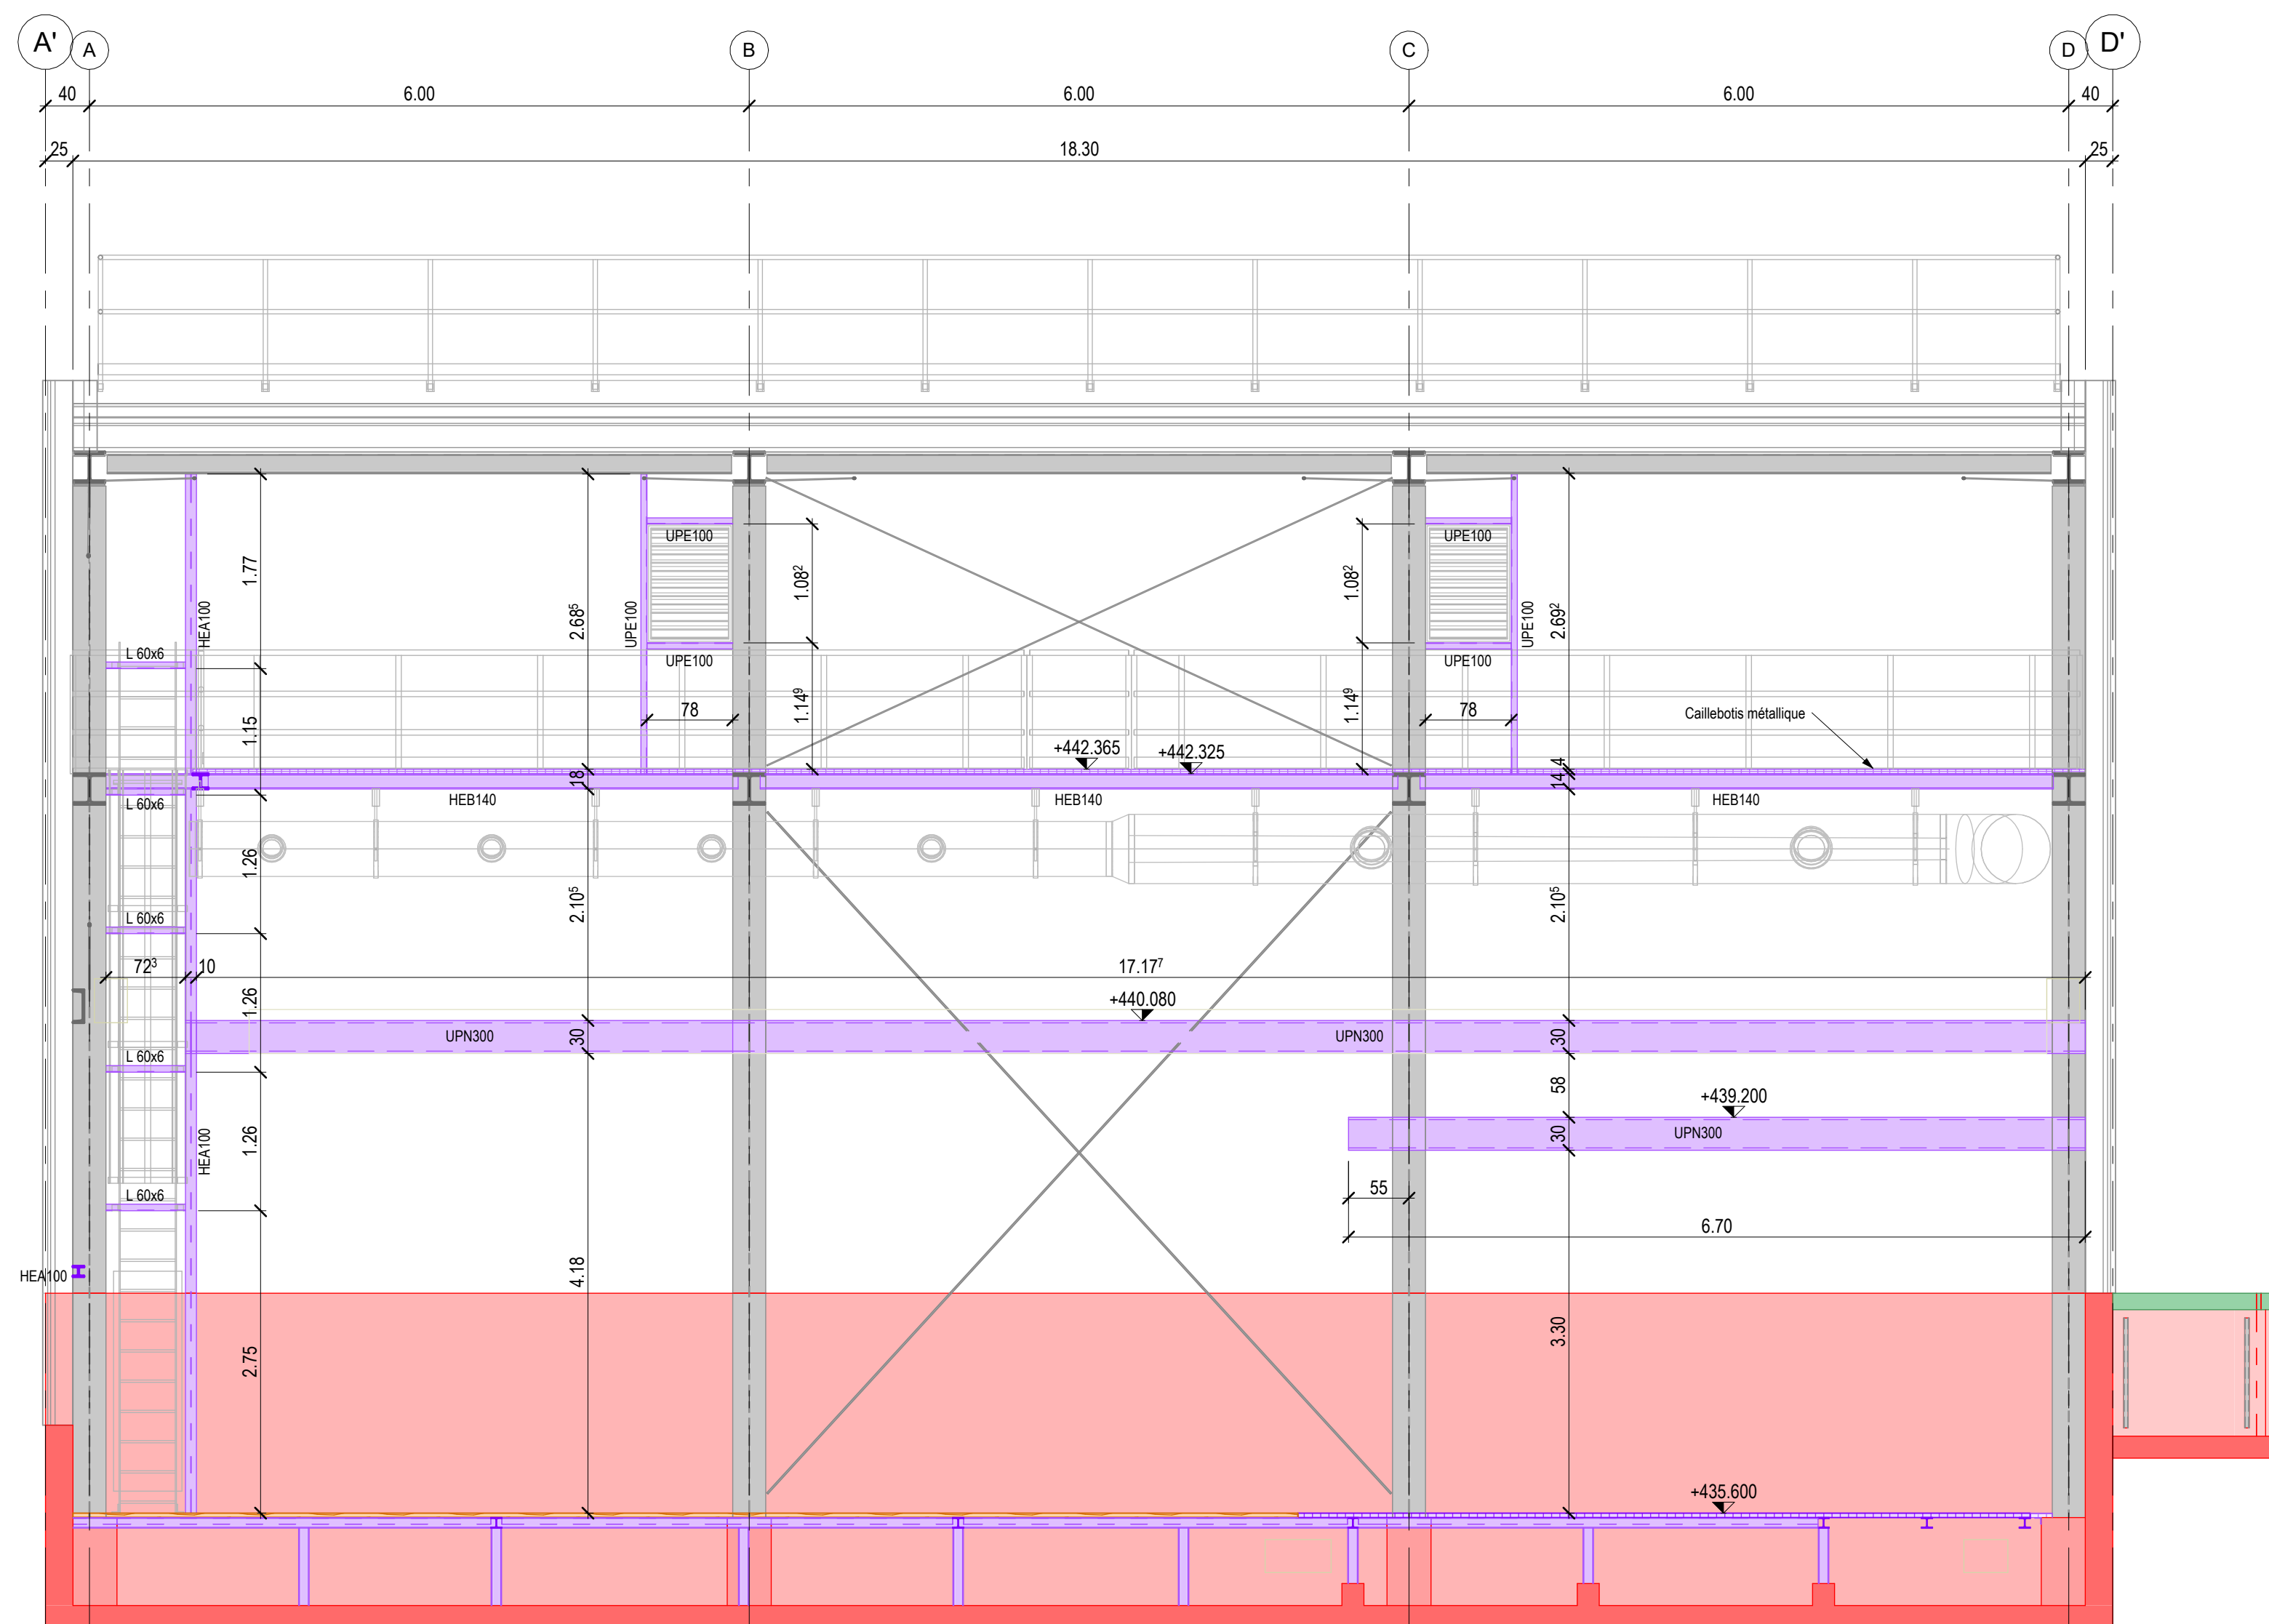 A' A B C D D'
40 6.00 6.00 6.00 40
25 18.30 25
UPE100 UPE100
1.77 2.68⁵ 1.08² 1.08² 2.69²
HEA100 UPE100 UPE100
L 60x6 UPE100 UPE100
1.15 78 1.14⁹ 1.14⁹ 78 Caillebotis métallique
+442.365 +442.325
18 4 14
L 60x6 HEB140 HEB140 HEB140
1.26 2.10⁵ 2.10⁵
L 60x6
72³ 10 17.17⁷
1.26 +440.080
L 60x6 UPN300 30 UPN300 30
58 +439.200
HEA100 1.26 30 UPN300
L 60x6 55
6.70
HEA100 4.18
2.75 3.30
+435.600